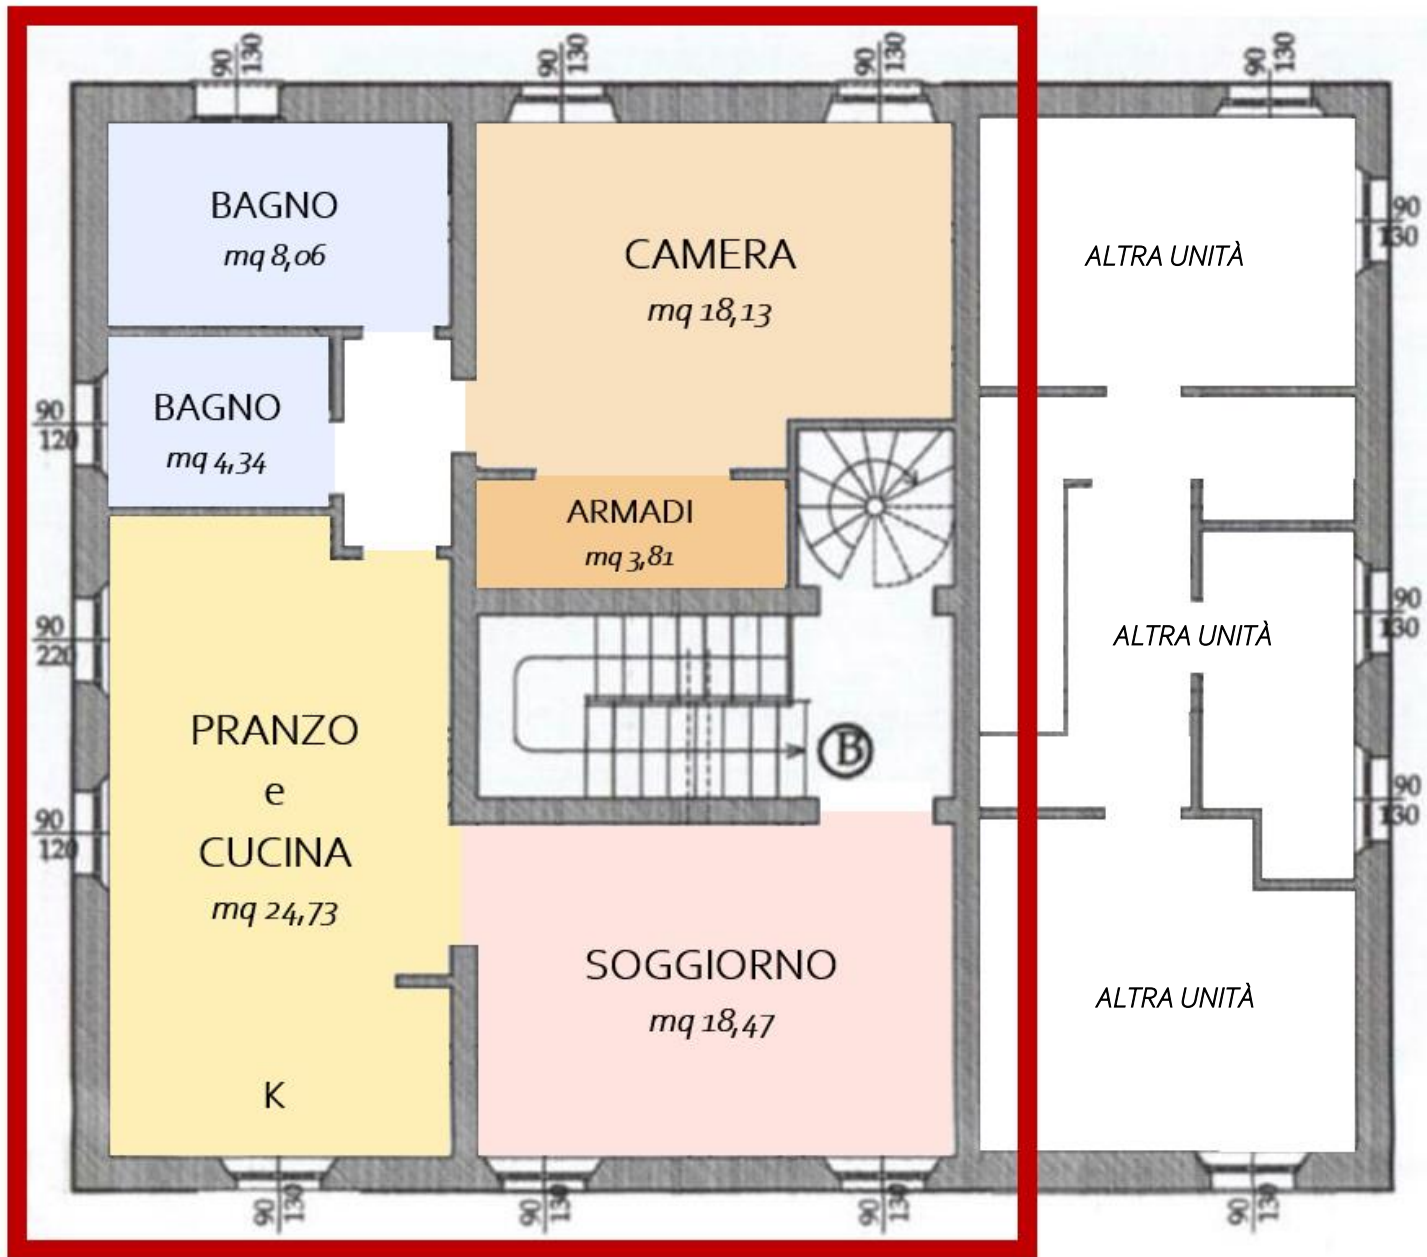 90 130
90 130
90 130
90 130
BAGNO
mq 8,06
CAMERA
mq 18,13
ALTRA UNITÀ
90
130
BAGNO
mq 4,34
90
120
ARMADI
mq 3,81
90
220
ALTRA UNITÀ
90
130
PRANZO
e
CUCINA
mq 24,73
B
90
120
90
130
SOGGIORNO
mq 18,47
ALTRA UNITÀ
K
90 130
90 130
90 130
90 130